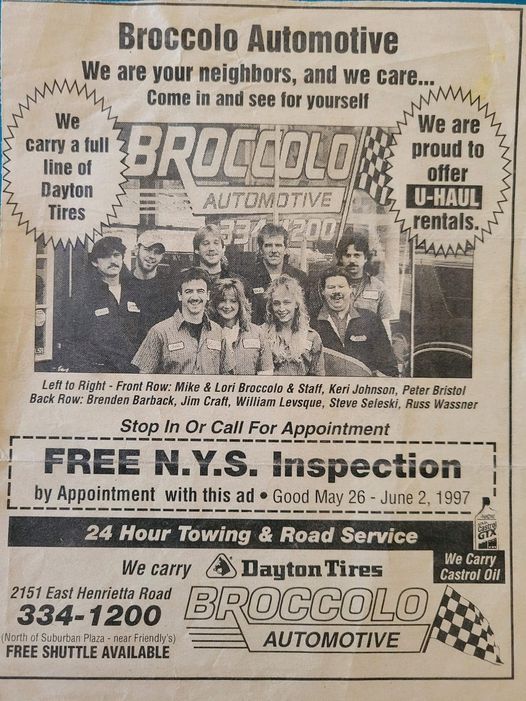 Broccolo Automotive
We are your neighbors, and we care...
Come in and see for yourself
We
carry a full
line of
Dayton
Tires
We are
proud to
offer
U-HAUL
rentals.
BROCCOLO
AUTOMOTIVE
334-1200
Left to Right - Front Row: Mike & Lori Broccolo & Staff, Keri Johnson, Peter Bristol
Back Row: Brenden Barback, Jim Craft, William Levsque, Steve Seleski, Russ Wassner
Stop In Or Call For Appointment
FREE N.Y.S. Inspection
by Appointment with this ad • Good May 26 - June 2, 1997
24 Hour Towing & Road Service
Castrol
GTX
We carry Dayton Tires
We Carry
Castrol Oil
2151 East Henrietta Road
334-1200
(North of Suburban Plaza - near Friendly's)
FREE SHUTTLE AVAILABLE
BROCCOLO
AUTOMOTIVE